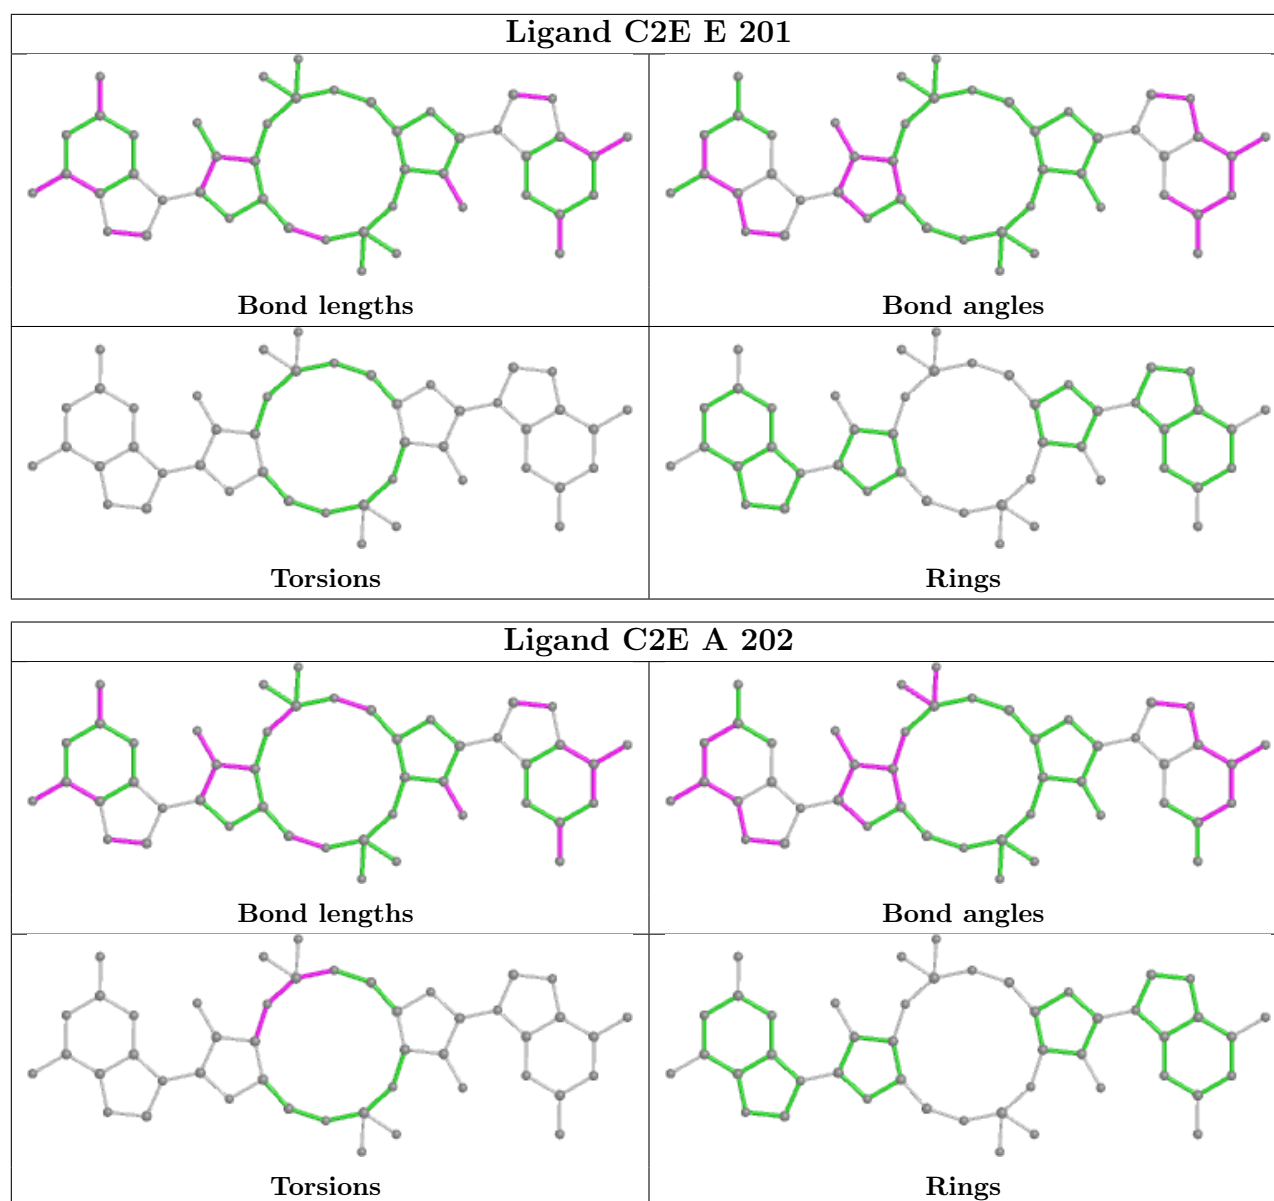 Ligand C2E E 201
Bond lengths
Bond angles
Torsions
Rings
Ligand C2E A 202
Bond lengths
Bond angles
Torsions
Rings